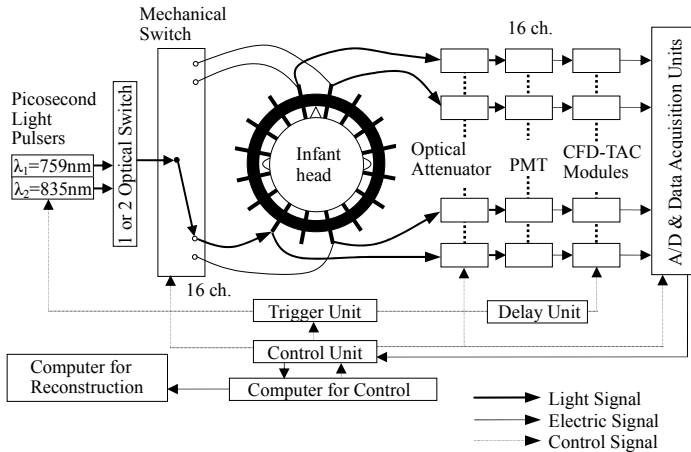 Mechanical
Switch
16 ch.
Picosecond
Light
Pulsers
λ1=759nm
λ2=835nm
1 or 2 Optical Switch
Infant
head
Optical
Attenuator
PMT
CFD-TAC
Modules
A/D & Data Acquisition Units
16 ch.
Trigger Unit
Delay Unit
Control Unit
Computer for
Reconstruction
Computer for Control
Light Signal
Electric Signal
Control Signal